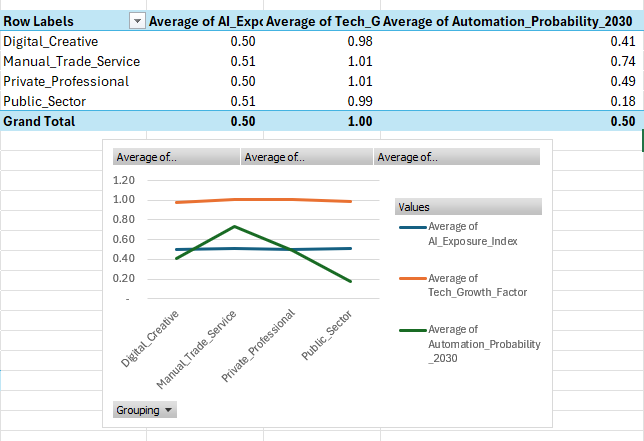 Row Labels Average of AI_Expo Average of Tech_G Average of Automation_Probability_2030
Digital_Creative 0.50 0.98 0.41
Manual_Trade_Service 0.51 1.01 0.74
Private_Professional 0.50 1.01 0.49
Public_Sector 0.51 0.99 0.18
Grand Total 0.50 1.00 0.50
Average of... Average of... Average of...
1.20
1.00
0.80
0.60
0.40
0.20
-
Digital_Creative
Manual_Trade_Service
Private_Professional
Public_Sector
Values
Average of
AI_Exposure_Index
Average of
Tech_Growth_Factor
Average of
Automation_Probability
_2030
Grouping